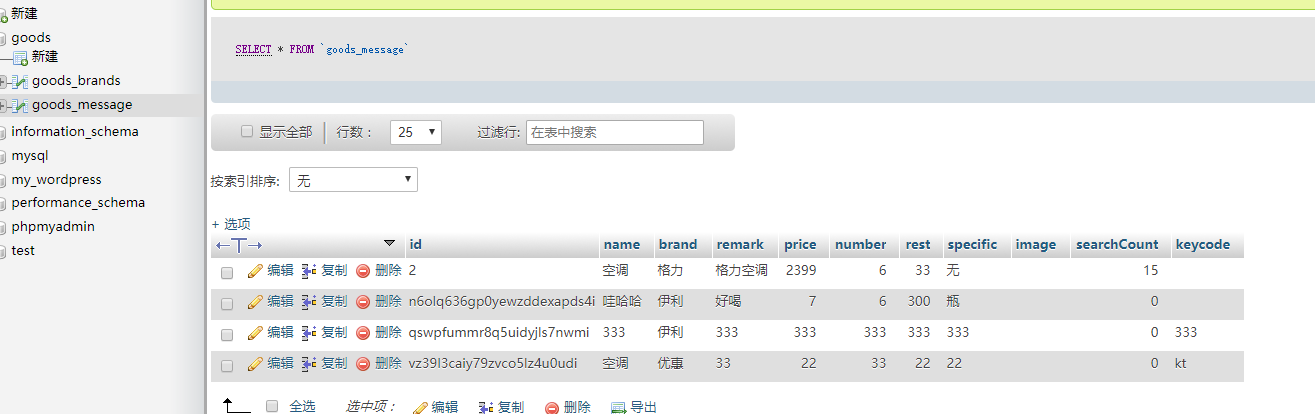 新建
goods
新建
goods_brands
goods_message
information_schema
mysql
my_wordpress
performance_schema
phpmyadmin
test
SELECT * FROM `goods_message`
显示全部 行数： 25 过滤行: 在表中搜索
按索引排序: 无
+ 选项
←T→ id name brand remark price number rest specific image searchCount keycode
编辑 复制 删除 2 空调 格力 格力空调 2399 6 33 无 15
编辑 复制 删除 n6olq636gp0yewzddexapds4i 哇哈哈 伊利 好喝 7 6 300 瓶 0
编辑 复制 删除 qswpfummr8q5uidyjls7nwmi 333 伊利 333 333 333 333 333 0 333
编辑 复制 删除 vz39l3caiy79zvco5lz4u0udi 空调 优惠 33 22 33 22 22 0 kt
全选 选中项： 编辑 复制 删除 导出